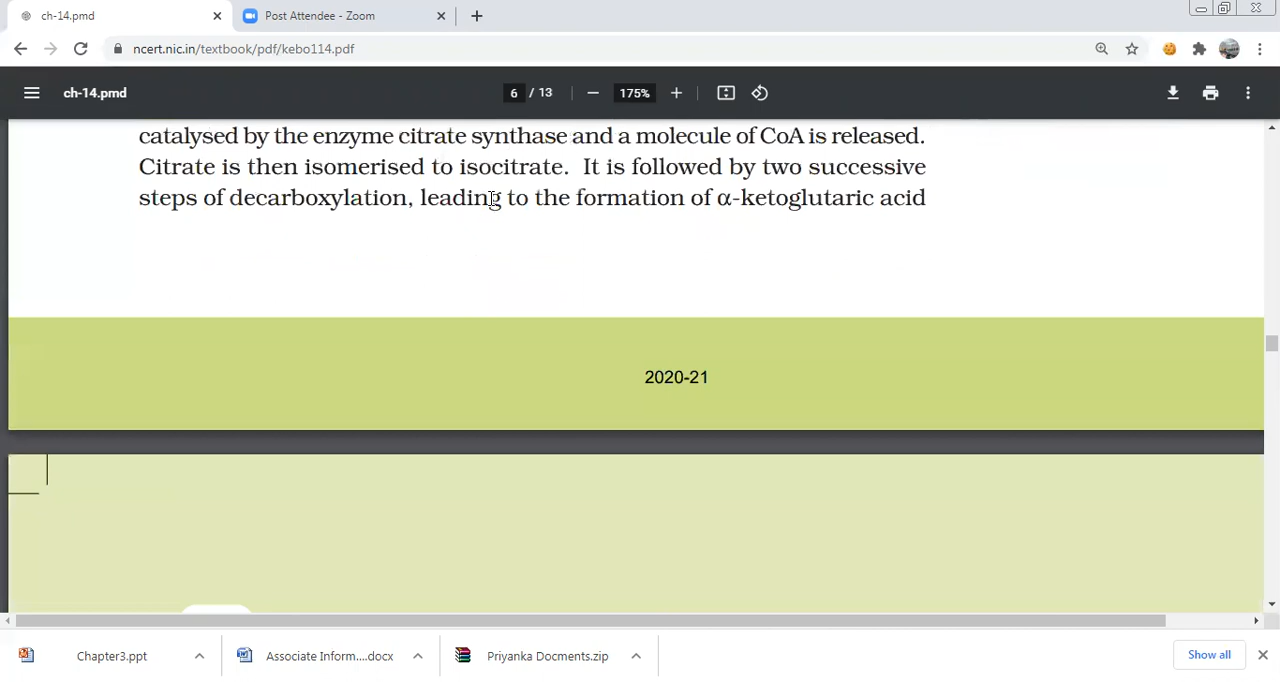 ch-14.pmd
Post Attendee - Zoom
ncert.nic.in/textbook/pdf/kebo114.pdf
ch-14.pmd
6 / 13
175%
catalysed by the enzyme citrate synthase and a molecule of CoA is released.
Citrate is then isomerised to isocitrate. It is followed by two successive
steps of decarboxylation, leading to the formation of α-ketoglutaric acid
2020-21
Chapter3.ppt
Associate Inform....docx
Priyanka Docments.zip
Show all